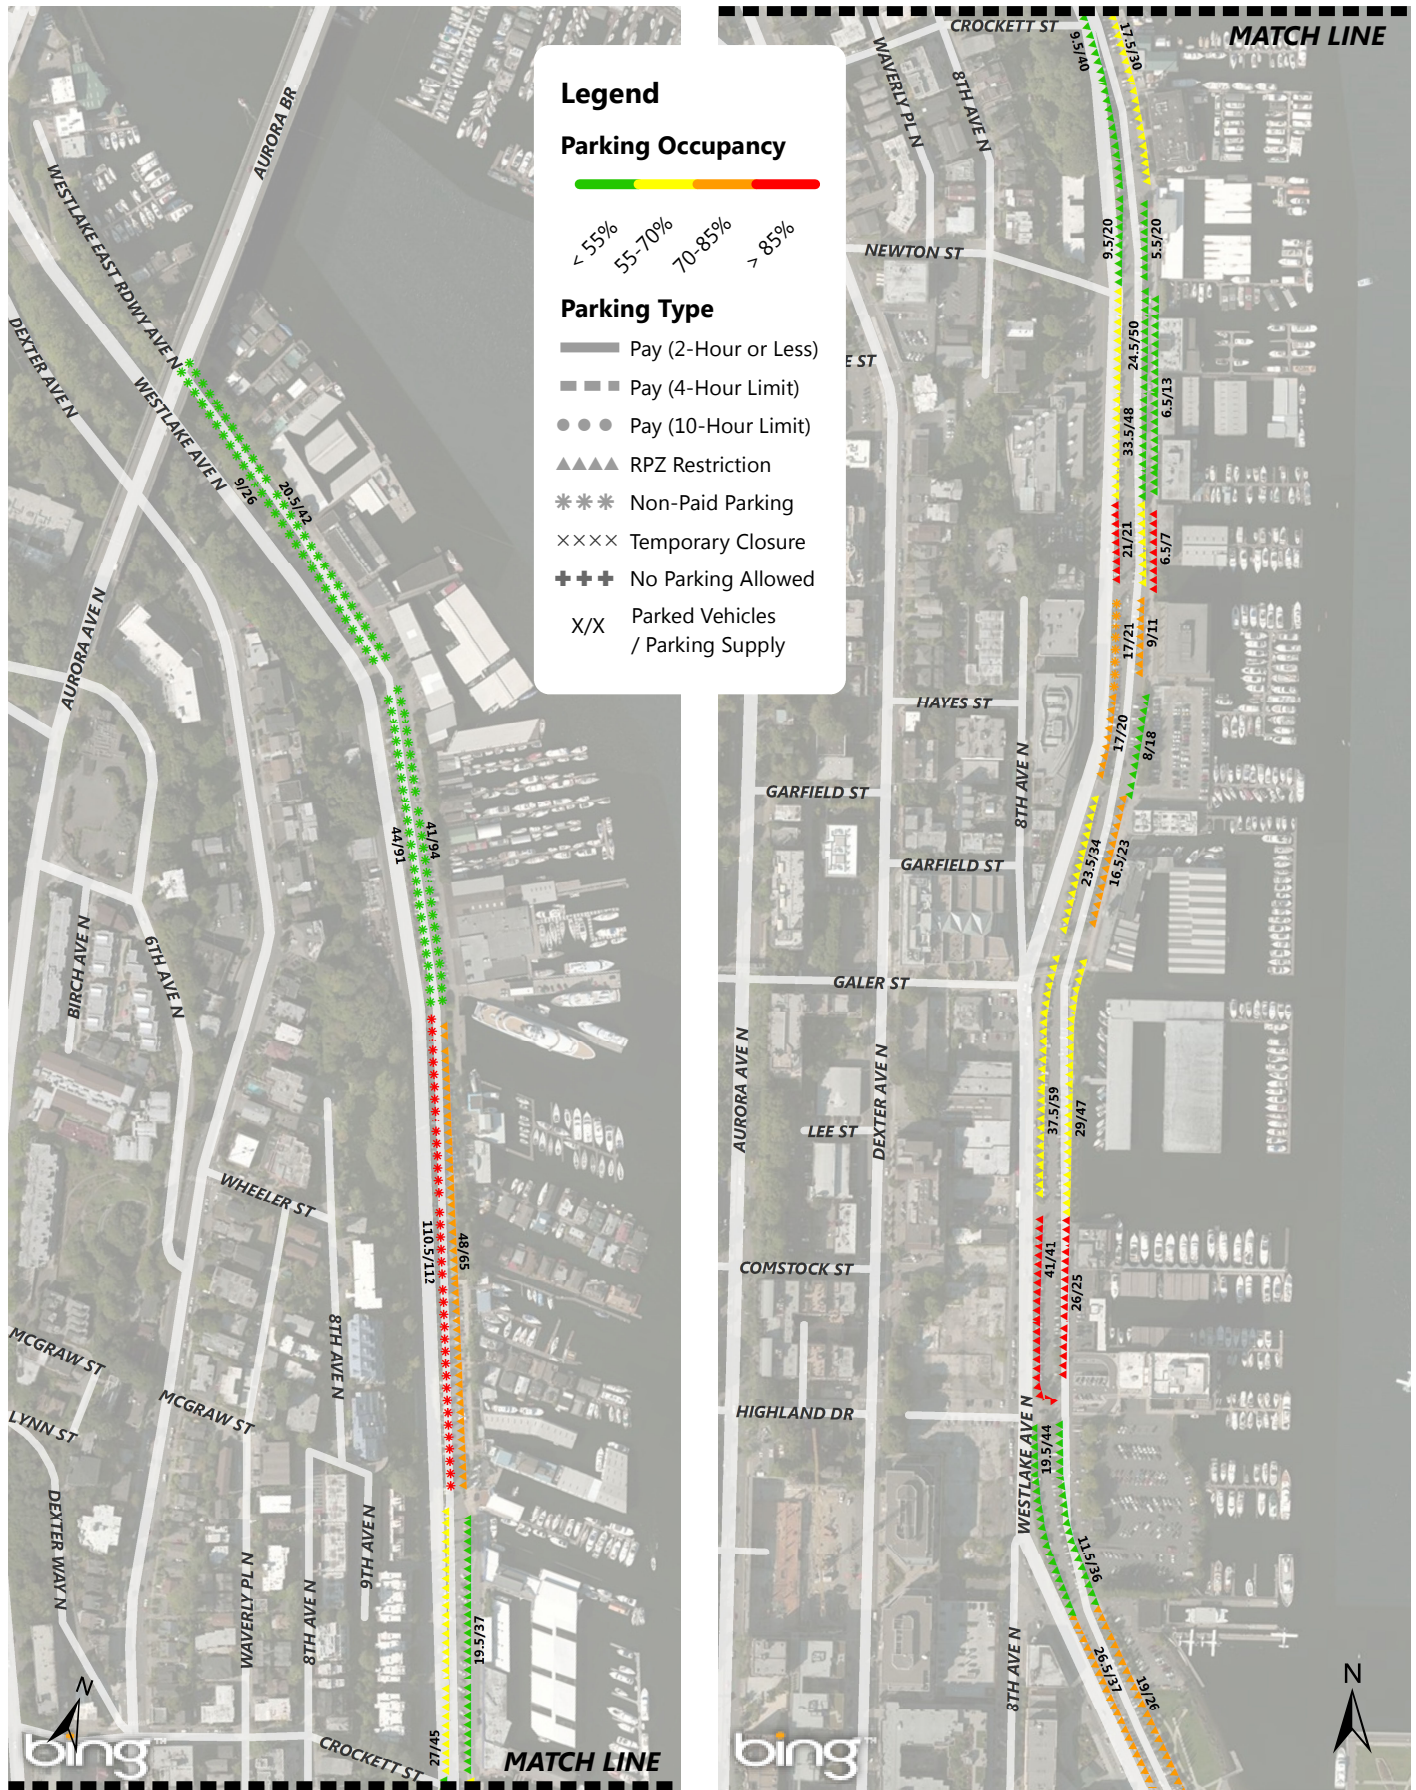 AURORA BR
WESTLAKE EAST RDWY AVE N
DEXTER AVE N
WESTLAKE AVE N
9/26
20.5/42
AURORA AVE N
44/91
41/94
BIRCH AVE N
6TH AVE N
WHEELER ST
48/65
8TH AVE N
MCGRAW ST
MCGRAW ST
LYNN ST
DEXTER WAY N
WAVERLY PL N
8TH AVE N
9TH AVE N
19.5/37
27/45
CROCKETT ST
N
bing™
MATCH LINE
Legend
Parking Occupancy
< 55%
55-70%
70-85%
> 85%
Parking Type
Pay (2-Hour or Less)
Pay (4-Hour Limit)
Pay (10-Hour Limit)
RPZ Restriction
Non-Paid Parking
Temporary Closure
No Parking Allowed
X/X
Parked Vehicles
/ Parking Supply
MATCH LINE
CROCKETT ST
9.5/40
17.5/30
WAVERLY PL N
8TH AVE N
NEWTON ST
9.5/20
5.5/20
E ST
24.5/50
6.5/13
33.5/48
21/21
6.5/7
17/21
9/11
HAYES ST
17/20
8/18
8TH AVE N
GARFIELD ST
GARFIELD ST
23.5/34
16.5/23
GALER ST
AURORA AVE N
DEXTER AVE N
LEE ST
37.5/59
29/47
COMSTOCK ST
41/41
26/25
HIGHLAND DR
WESTLAKE AVE N
19.5/44
11.5/36
8TH AVE N
26.5/37
19/26
N
bing™